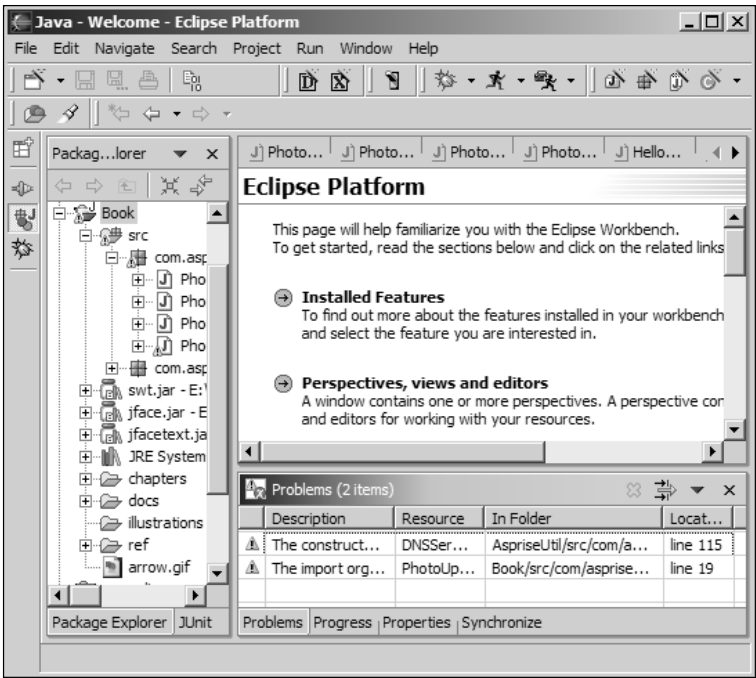 Java - Welcome - Eclipse Platform
File Edit Navigate Search Project Run Window Help
Packag...lorer
Photo... Photo... Photo... Photo... Hello...
Eclipse Platform
This page will help familiarize you with the Eclipse Workbench.
To get started, read the sections below and click on the related links
Installed Features
To find out more about the features installed in your workbench
and select the feature you are interested in.
Perspectives, views and editors
A window contains one or more perspectives. A perspective cor
and editors for working with your resources.
Book
src
com.asp
Pho
Pho
Pho
Pho
com.asp
swt.jar - E:\
jface.jar - E
jfacetext.ja
JRE System
chapters
docs
illustrations
ref
arrow.gif
Package Explorer JUnit
Problems (2 items)
Description Resource In Folder Locat...
The construct... DNSSer... AspriseUtil/src/com/a... line 115
The import org... PhotoUp... Book/src/com/asprise... line 19
Problems Progress Properties Synchronize